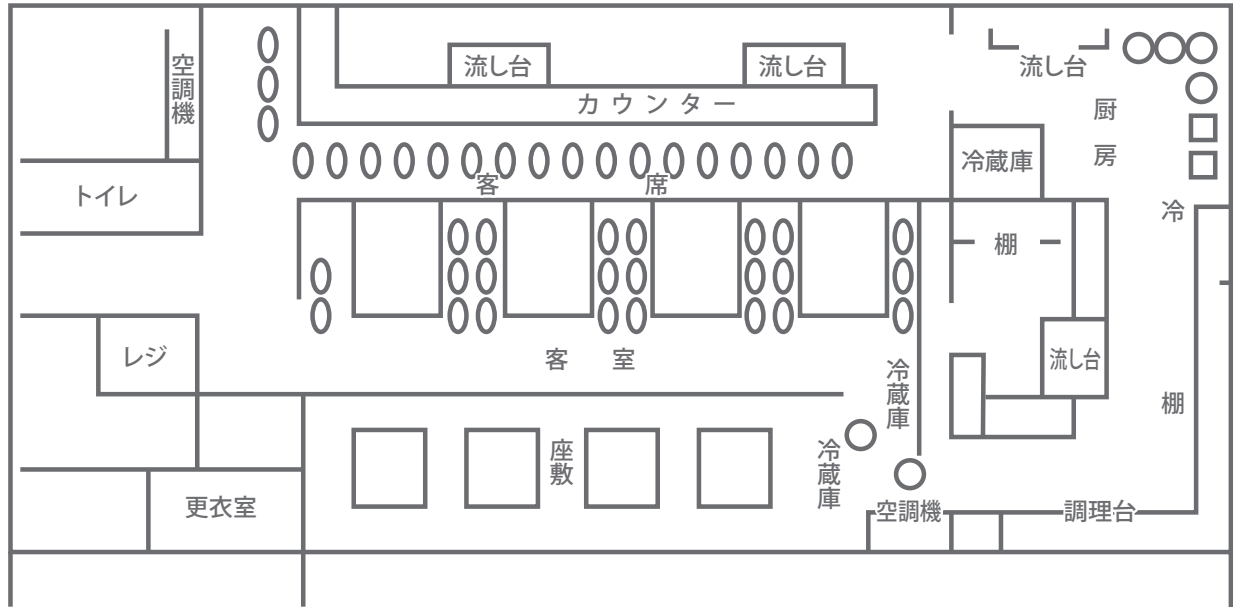 空調機
流し台
流し台
流し台
カウンター
厨房
冷蔵庫
トイレ
客席
冷
棚
レジ
客室
流し台
冷蔵庫
棚
座敷
冷蔵庫
更衣室
空調機
調理台